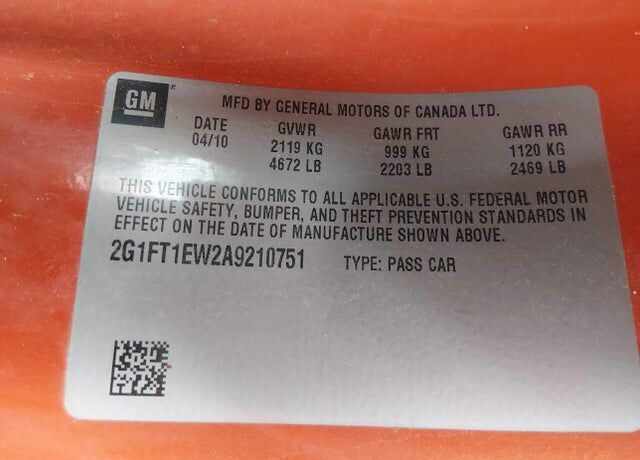 GM
MFD BY GENERAL MOTORS OF CANADA LTD.
DATE GVWR GAWR FRT GAWR RR
04/10 2119 KG 999 KG 1120 KG
4672 LB 2203 LB 2469 LB
THIS VEHICLE CONFORMS TO ALL APPLICABLE U.S. FEDERAL MOTOR
VEHICLE SAFETY, BUMPER, AND THEFT PREVENTION STANDARDS IN
EFFECT ON THE DATE OF MANUFACTURE SHOWN ABOVE.
2G1FT1EW2A9210751 TYPE: PASS CAR